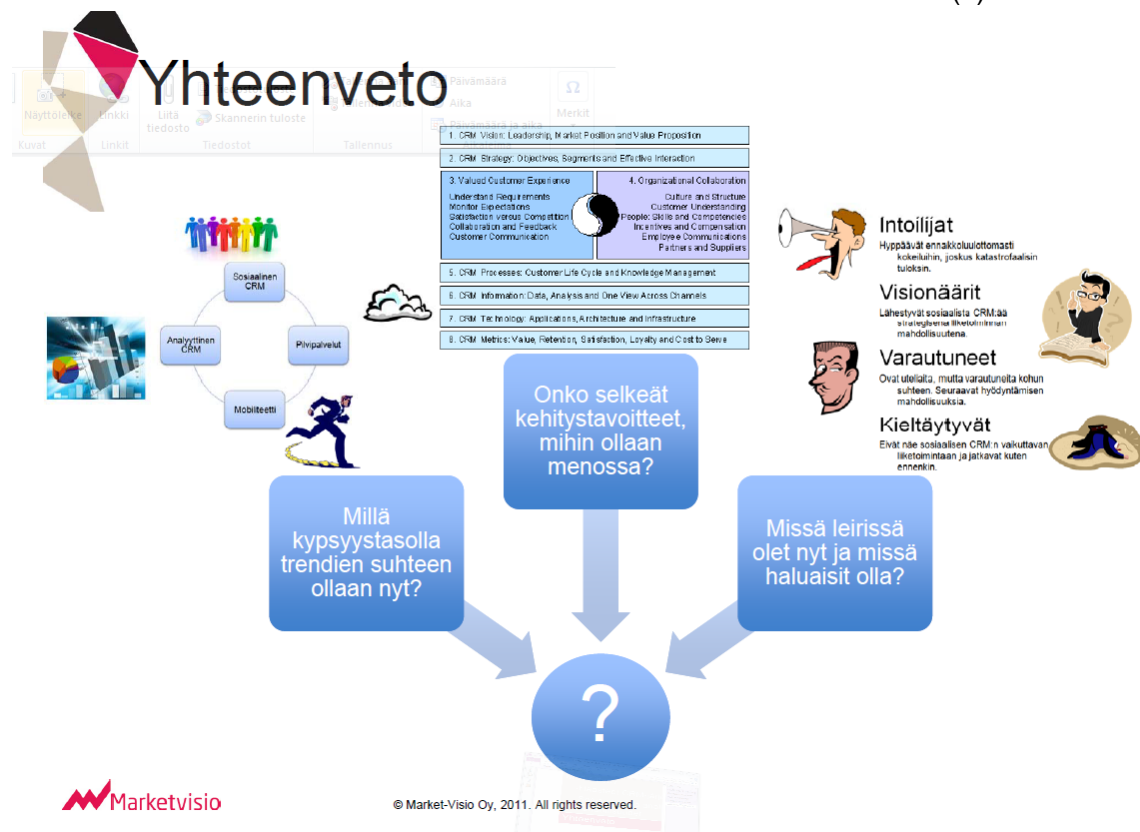 Yhteenveto
Näyttöleike
Linkki
Liitä
tiedosto
Skannerin tuloste
Päivämäärä
Aika
Päivämäärä ja aika
Ω
Merkit
Kuvat
Linkit
Tiedostot
Tallennus
1. CRM Vision: Leadership, Market Position and Value Proposition
2. CRM Strategy: Objectives, Segments and Effective Interaction
3. Valued Customer Experience
Understand Requirements
Monitor Expectations
Satisfaction versus Competition
Collaboration and Feedback
Customer Communication
4. Organizational Collaboration
Culture and Structure
Customer Understanding
People: Skills and Competencies
Incentives and Compensation
Employee Communications
Partners and Suppliers
5. CRM Processes: Customer Life Cycle and Knowledge Management
6. CRM Information: Data, Analysis and One View Across Channels
7. CRM Technology: Applications, Architecture and Infrastructure
8. CRM Metrics: Value, Retention, Satisfaction, Loyalty and Cost to Serve
Sosiaalinen
CRM
Analyyttinen
CRM
Pilvipalvelut
Mobiliteetti
Intoilijat
Hyppäävät ennakkoluulottomasti
kokeiluihin, joskus katastrofaalisin
tuloksin.
Visionäärit
Lähestyvät sosiaalista CRM:ää
strategisena liiketoiminnan
mahdollisuutena.
Varautuneet
Ovat uteliaita, mutta varautuneita kohun
suhteen. Seuraavat hyödyntämisen
mahdollisuuksia.
Kieltäytyvät
Eivät näe sosiaalisen CRM:n vaikuttavan
liiketoimintaan ja jatkavat kuten
ennenkin.
Millä
kypsyystasolla
trendien suhteen
ollaan nyt?
Onko selkeät
kehitystavoitteet,
mihin ollaan
menossa?
Missä leirissä
olet nyt ja missä
haluaisit olla?
?
Marketvisio
© Market-Visio Oy, 2011. All rights reserved.